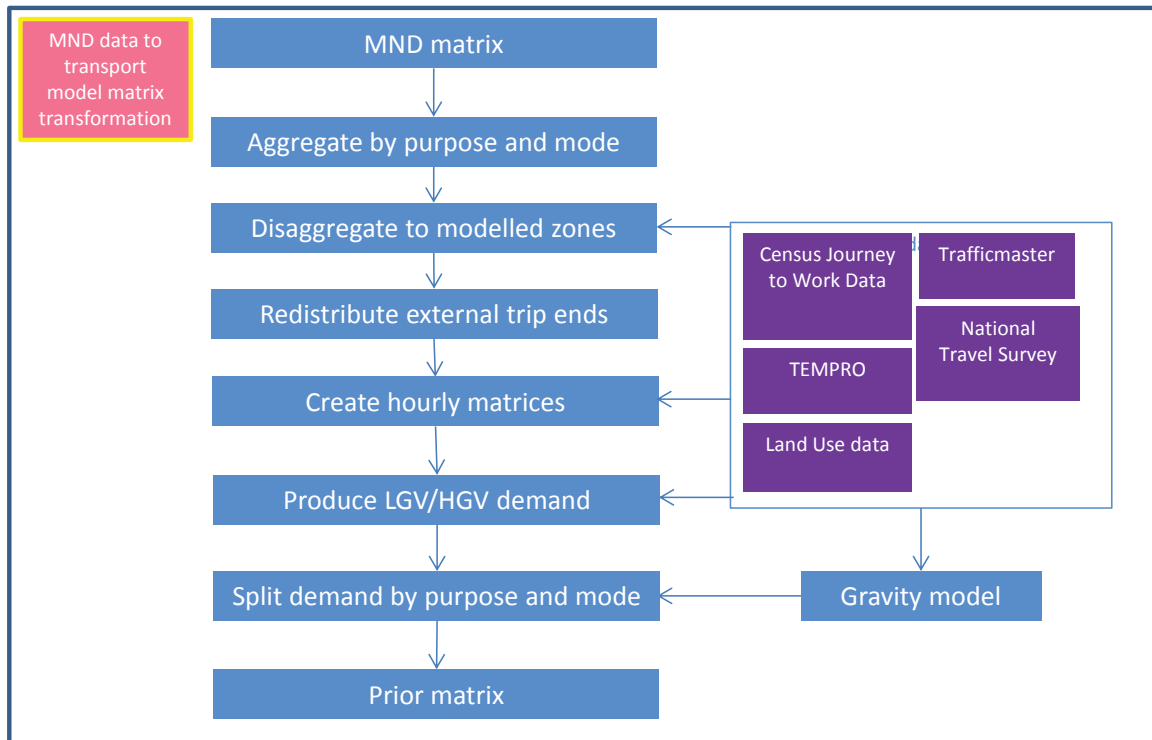 MND data to
transport
model matrix
transformation
MND matrix
Aggregate by purpose and mode
Disaggregate to modelled zones
Redistribute external trip ends
Create hourly matrices
Produce LGV/HGV demand
Split demand by purpose and mode
Prior matrix
Census Journey
to Work Data
Trafficmaster
National
Travel Survey
TEMPRO
Land Use data
Gravity model